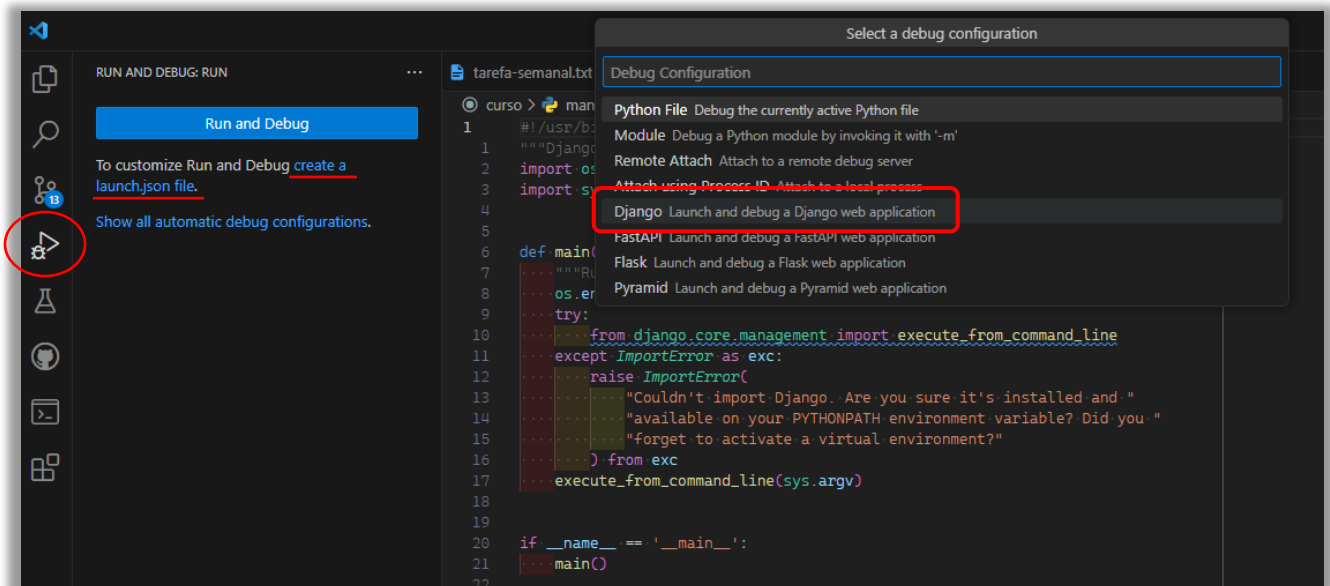 Select a debug configuration
RUN AND DEBUG: RUN ...
Run and Debug
To customize Run and Debug create a
launch.json file.
Show all automatic debug configurations.
13
tarefa-semanal.txt
Debug Configuration
Python File Debug the currently active Python file
Module Debug a Python module by invoking it with '-m'
Remote Attach Attach to a remote debug server
Attach using Process ID Attach to a local process
Django Launch and debug a Django web application
FastAPI Launch and debug a FastAPI web application
Flask Launch and debug a Flask web application
Pyramid Launch and debug a Pyramid web application
curso > man
1 #!/usr/bi
1 """Django
2 import os
3 import sy
4
5
6 def main(
7 """Ru
8 os.en
9 try:
10 from django.core.management import execute_from_command_line
11 except ImportError as exc:
12 raise ImportError(
13 "Couldn't import Django. Are you sure it's installed and "
14 "available on your PYTHONPATH environment variable? Did you "
15 "forget to activate a virtual environment?"
16 ) from exc
17 execute_from_command_line(sys.argv)
18
19
20 if __name__ == '__main__':
21 main()
22